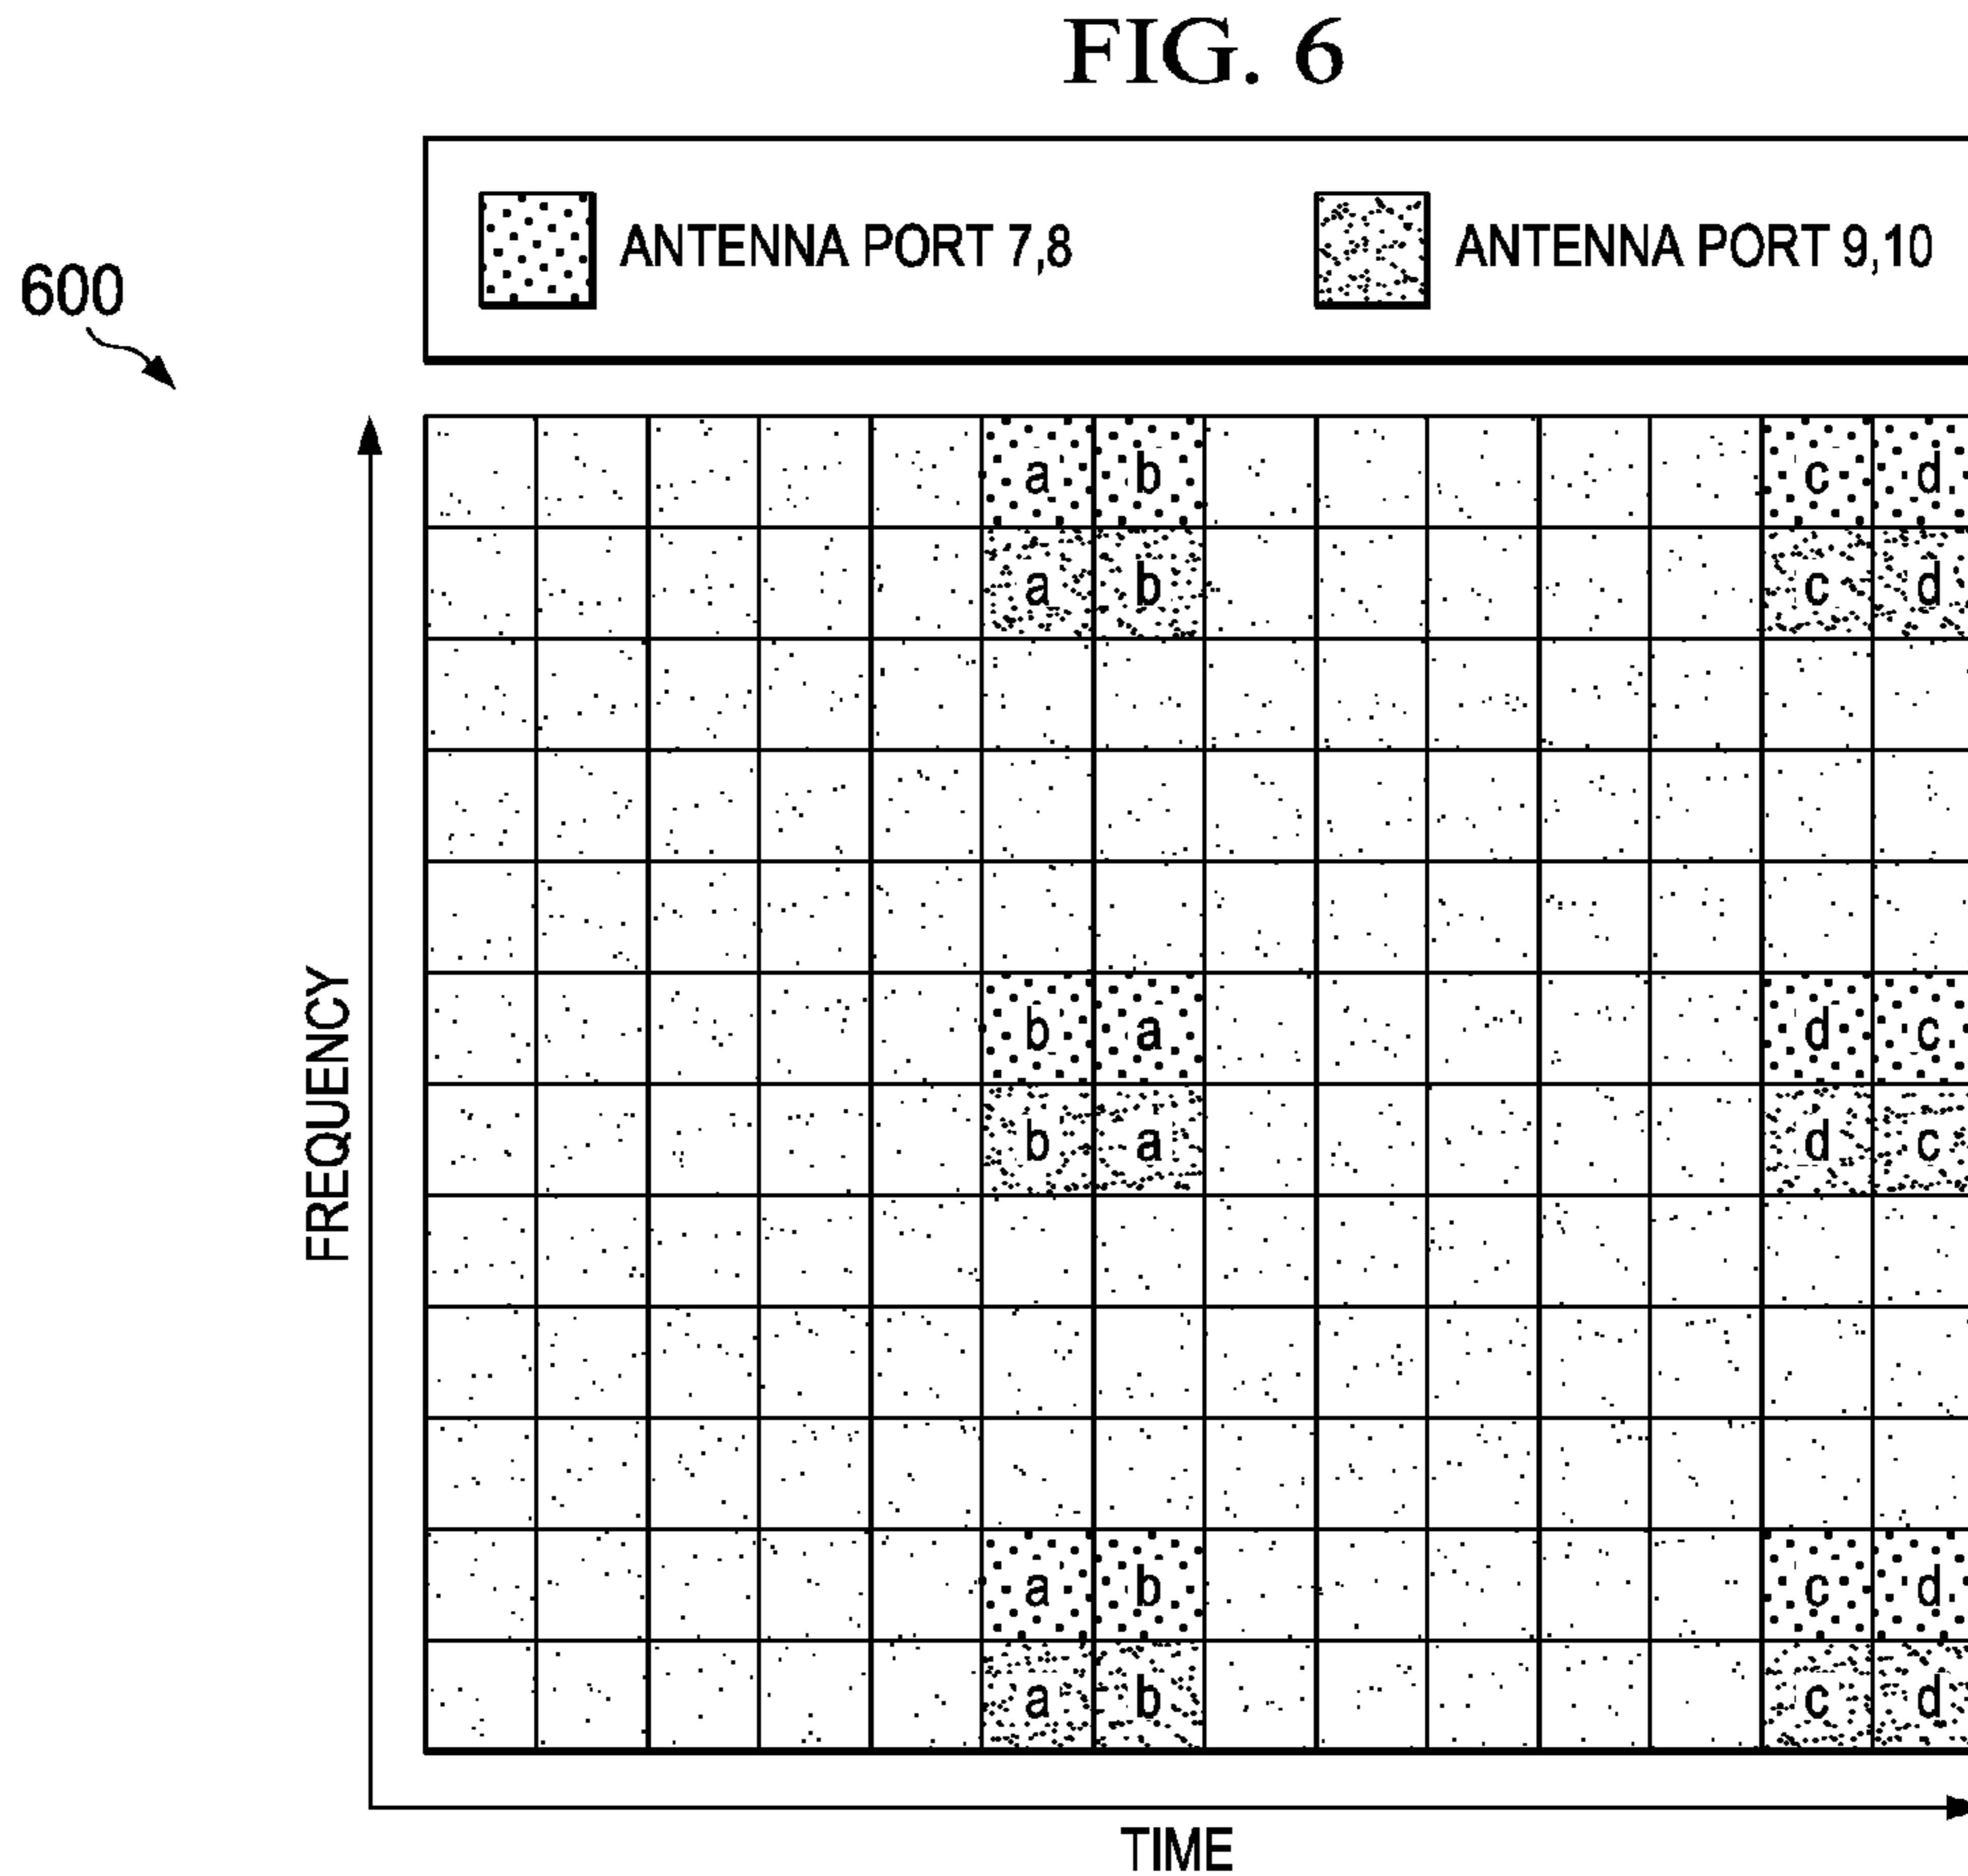 FIG. 6
ANTENNA PORT 7,8 ANTENNA PORT 9,10
600
a b c d
a b c d
b a d c
b a d c
a b c d
a b c d
FREQUENCY
TIME